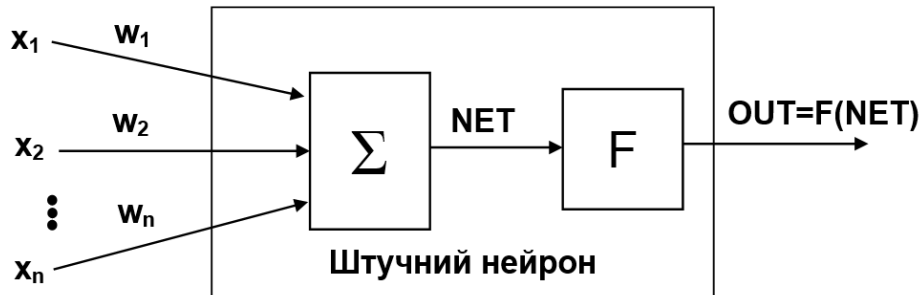 x₁ w₁
x₂ w₂
wₙ
xₙ
Σ
NET
F
OUT=F(NET)
Штучний нейрон